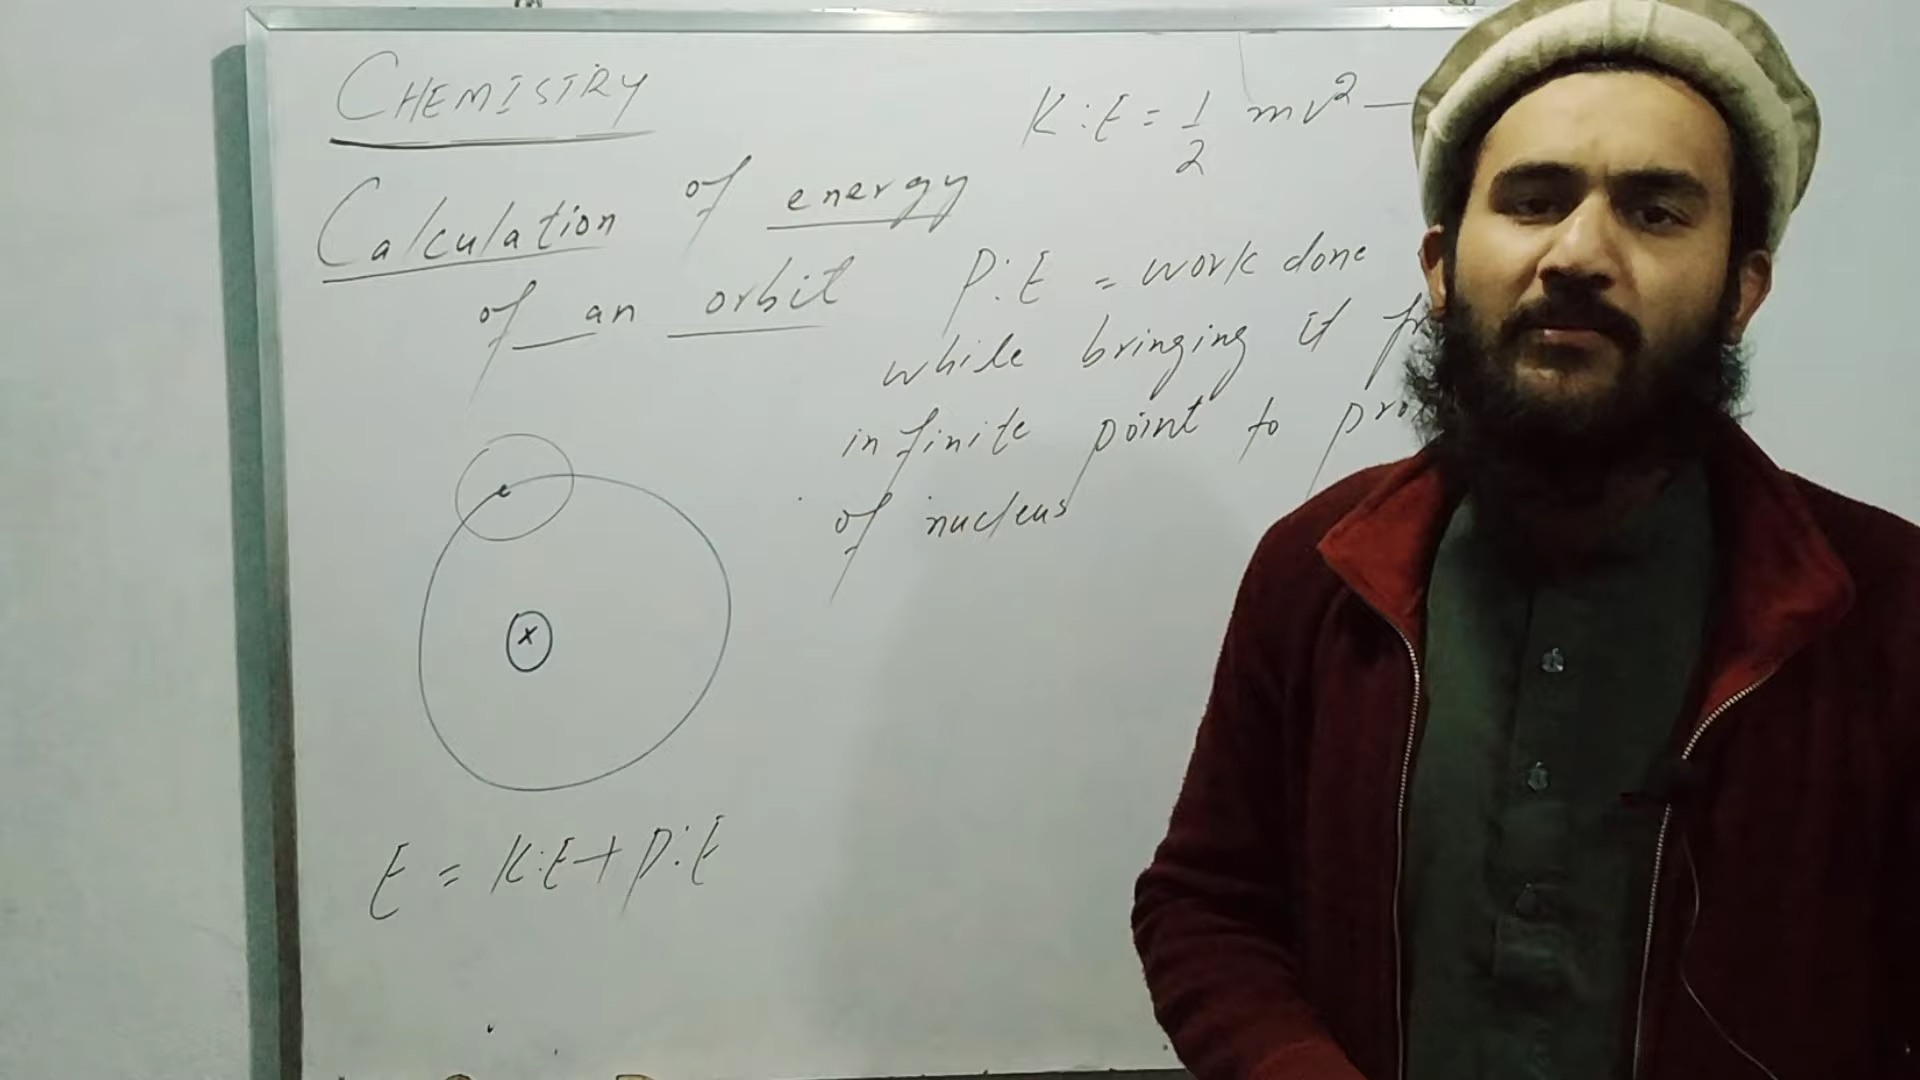 CHEMISTRY
Calculation of energy
of an orbit
K.E = 1/2 mv² —
P.E = work done
while bringing it
infinite point to
of nucleus
x
E = K.E + P.E